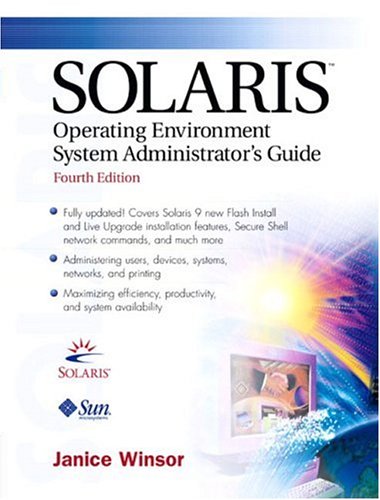 SOLARIS™
Operating Environment
System Administrator's Guide
Fourth Edition
• Fully updated! Covers Solaris 9 new Flash Install
and Live Upgrade installation features, Secure Shell
network commands, and much more
• Administering users, devices, systems,
networks, and printing
• Maximizing efficiency, productivity,
and system availability
SOLARIS™
Sun
microsystems
Janice Winsor